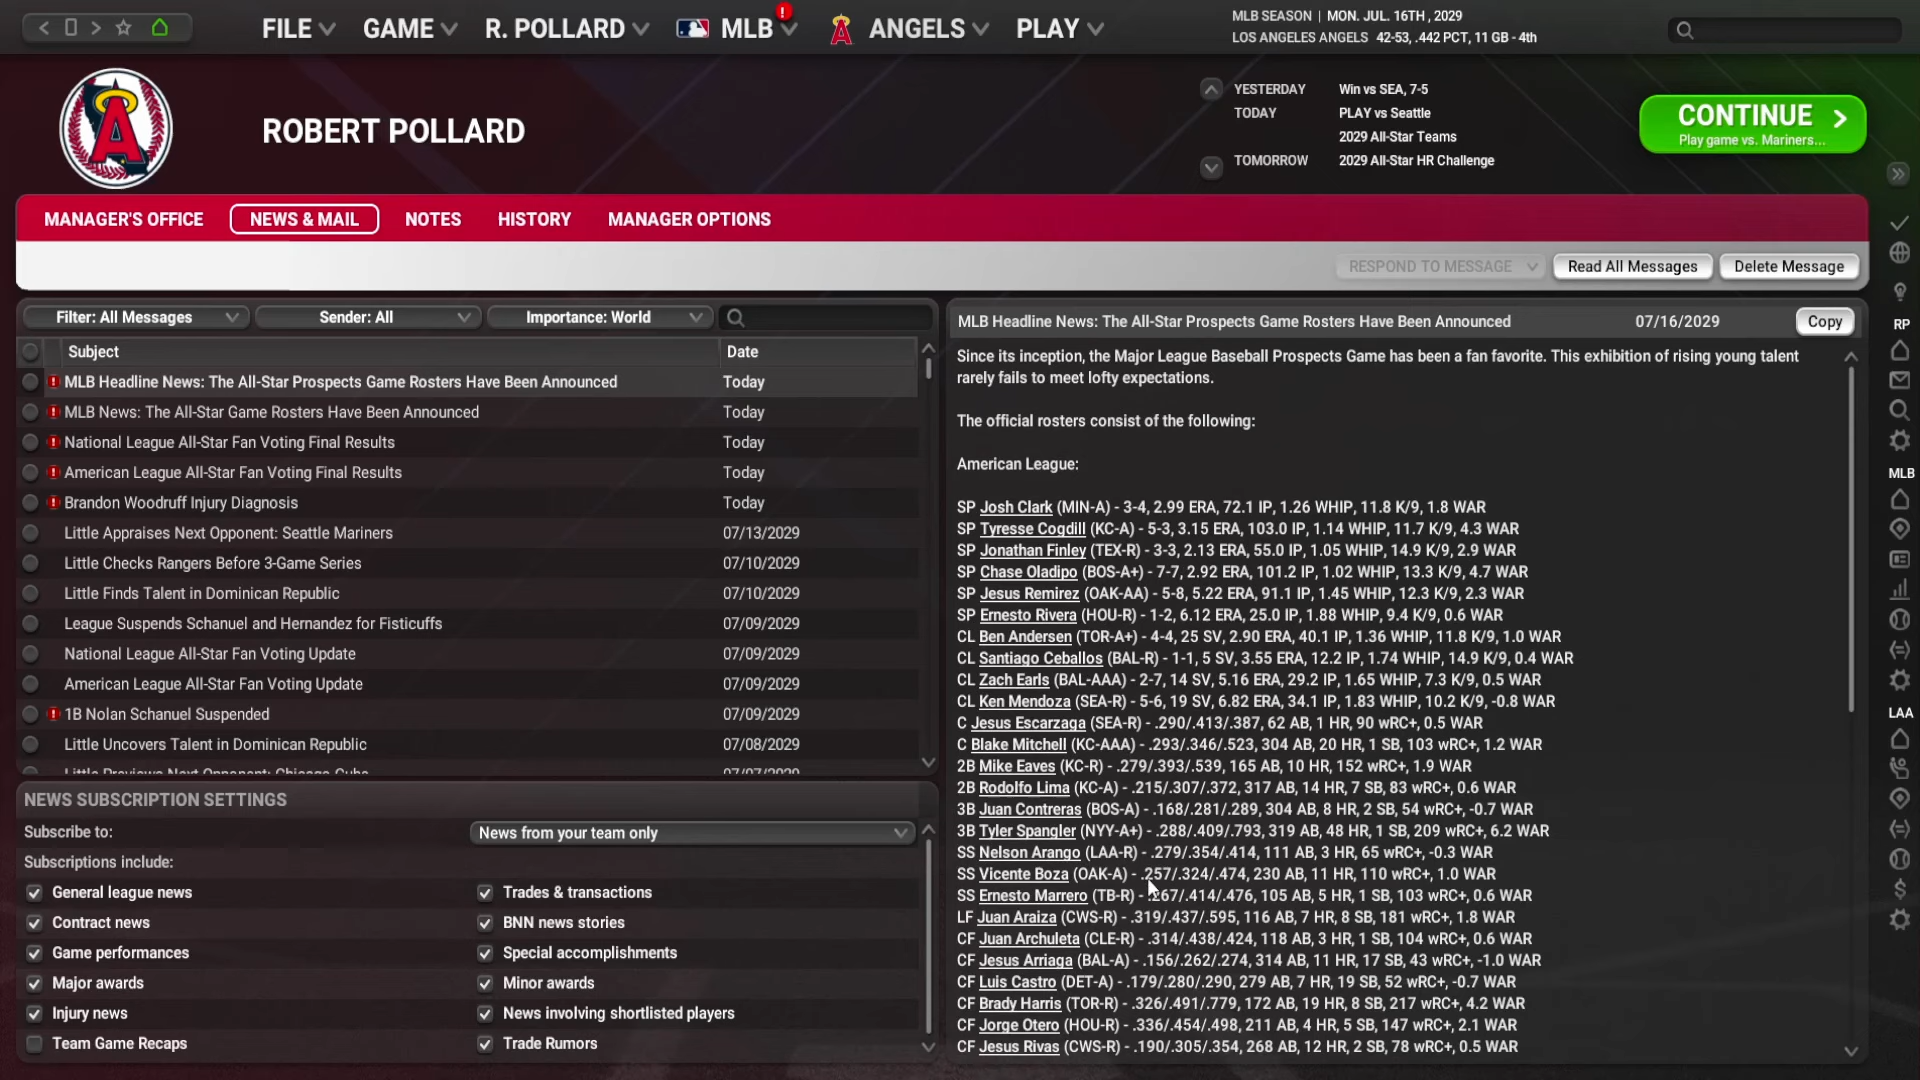 FILE
GAME
R. POLLARD
MLB
ANGELS
PLAY
MLB SEASON | MON. JUL. 16TH , 2029
LOS ANGELES ANGELS 42-53, .442 PCT, 11 GB - 4th
ROBERT POLLARD
YESTERDAY Win vs SEA, 7-5
TODAY PLAY vs Seattle
2029 All-Star Teams
TOMORROW 2029 All-Star HR Challenge
CONTINUE
Play game vs. Mariners...
MANAGER'S OFFICE
NEWS & MAIL
NOTES
HISTORY
MANAGER OPTIONS
RESPOND TO MESSAGE
Read All Messages
Delete Message
Filter: All Messages
Sender: All
Importance: World
Subject Date
MLB Headline News: The All-Star Prospects Game Rosters Have Been Announced Today
MLB News: The All-Star Game Rosters Have Been Announced Today
National League All-Star Fan Voting Final Results Today
American League All-Star Fan Voting Final Results Today
Brandon Woodruff Injury Diagnosis Today
Little Appraises Next Opponent: Seattle Mariners 07/13/2029
Little Checks Rangers Before 3-Game Series 07/10/2029
Little Finds Talent in Dominican Republic 07/10/2029
League Suspends Schanuel and Hernandez for Fisticuffs 07/09/2029
National League All-Star Fan Voting Update 07/09/2029
American League All-Star Fan Voting Update 07/09/2029
1B Nolan Schanuel Suspended 07/09/2029
Little Uncovers Talent in Dominican Republic 07/08/2029
Little Previews Next Opponent: Chicago Cubs 07/07/2029
NEWS SUBSCRIPTION SETTINGS
Subscribe to: News from your team only
Subscriptions include:
General league news Trades & transactions
Contract news BNN news stories
Game performances Special accomplishments
Major awards Minor awards
Injury news News involving shortlisted players
Team Game Recaps Trade Rumors
MLB Headline News: The All-Star Prospects Game Rosters Have Been Announced 07/16/2029 Copy
Since its inception, the Major League Baseball Prospects Game has been a fan favorite. This exhibition of rising young talent
rarely fails to meet lofty expectations.
The official rosters consist of the following:
American League:
SP Josh Clark (MIN-A) - 3-4, 2.99 ERA, 72.1 IP, 1.26 WHIP, 11.8 K/9, 1.8 WAR
SP Tyresse Cogdill (KC-A) - 5-3, 3.15 ERA, 103.0 IP, 1.14 WHIP, 11.7 K/9, 4.3 WAR
SP Jonathan Finley (TEX-R) - 3-3, 2.13 ERA, 55.0 IP, 1.05 WHIP, 14.9 K/9, 2.9 WAR
SP Chase Oladipo (BOS-A+) - 7-7, 2.92 ERA, 101.2 IP, 1.02 WHIP, 13.3 K/9, 4.7 WAR
SP Jesus Remirez (OAK-AA) - 5-8, 5.22 ERA, 91.1 IP, 1.45 WHIP, 12.3 K/9, 2.3 WAR
SP Ernesto Rivera (HOU-R) - 1-2, 6.12 ERA, 25.0 IP, 1.88 WHIP, 9.4 K/9, 0.6 WAR
CL Ben Andersen (TOR-A+) - 4-4, 25 SV, 2.90 ERA, 40.1 IP, 1.36 WHIP, 11.8 K/9, 1.0 WAR
CL Santiago Ceballos (BAL-R) - 1-1, 5 SV, 3.55 ERA, 12.2 IP, 1.74 WHIP, 14.9 K/9, 0.4 WAR
CL Zach Earls (BAL-AAA) - 2-7, 14 SV, 5.16 ERA, 29.2 IP, 1.65 WHIP, 7.3 K/9, 0.5 WAR
CL Ken Mendoza (SEA-R) - 5-6, 19 SV, 6.82 ERA, 34.1 IP, 1.83 WHIP, 10.2 K/9, -0.8 WAR
C Jesus Escarzaga (SEA-R) - .290/.413/.387, 62 AB, 1 HR, 90 wRC+, 0.5 WAR
C Blake Mitchell (KC-AAA) - .293/.346/.523, 304 AB, 20 HR, 1 SB, 103 wRC+, 1.2 WAR
2B Mike Eaves (KC-R) - .279/.393/.539, 165 AB, 10 HR, 152 wRC+, 1.9 WAR
2B Rodolfo Lima (KC-A) - .215/.307/.372, 317 AB, 14 HR, 7 SB, 83 wRC+, 0.6 WAR
3B Juan Contreras (BOS-A) - .168/.281/.289, 304 AB, 8 HR, 2 SB, 54 wRC+, -0.7 WAR
3B Tyler Spangler (NYY-A+) - .288/.409/.793, 319 AB, 48 HR, 1 SB, 209 wRC+, 6.2 WAR
SS Nelson Arango (LAA-R) - .279/.354/.414, 111 AB, 3 HR, 65 wRC+, -0.3 WAR
SS Vicente Boza (OAK-A) - .257/.324/.474, 230 AB, 11 HR, 110 wRC+, 1.0 WAR
SS Ernesto Marrero (TB-R) - .267/.414/.476, 105 AB, 5 HR, 1 SB, 103 wRC+, 0.6 WAR
LF Juan Araiza (CWS-R) - .319/.437/.595, 116 AB, 7 HR, 8 SB, 181 wRC+, 1.8 WAR
CF Juan Archuleta (CLE-R) - .314/.438/.424, 118 AB, 3 HR, 1 SB, 104 wRC+, 0.6 WAR
CF Jesus Arriaga (BAL-A) - .156/.262/.274, 314 AB, 11 HR, 17 SB, 43 wRC+, -1.0 WAR
CF Luis Castro (DET-A) - .179/.280/.290, 279 AB, 7 HR, 19 SB, 52 wRC+, -0.7 WAR
CF Brady Harris (TOR-R) - .326/.491/.779, 172 AB, 19 HR, 8 SB, 217 wRC+, 4.2 WAR
CF Jorge Otero (HOU-R) - .336/.454/.498, 211 AB, 4 HR, 5 SB, 147 wRC+, 2.1 WAR
CF Jesus Rivas (CWS-R) - .190/.305/.354, 268 AB, 12 HR, 2 SB, 78 wRC+, 0.5 WAR
RP
MLB
LAA